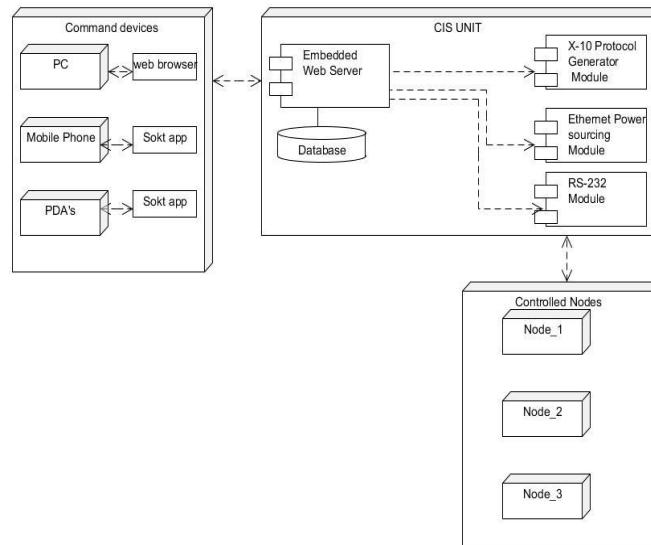 Command devices
PC
web browser
Mobile Phone
Sokt app
PDA's
Sokt app
CIS UNIT
Embedded
Web Server
Database
X-10 Protocol
Generator
Module
Ethernet Power
sourcing
Module
RS-232
Module
Controlled Nodes
Node_1
Node_2
Node_3